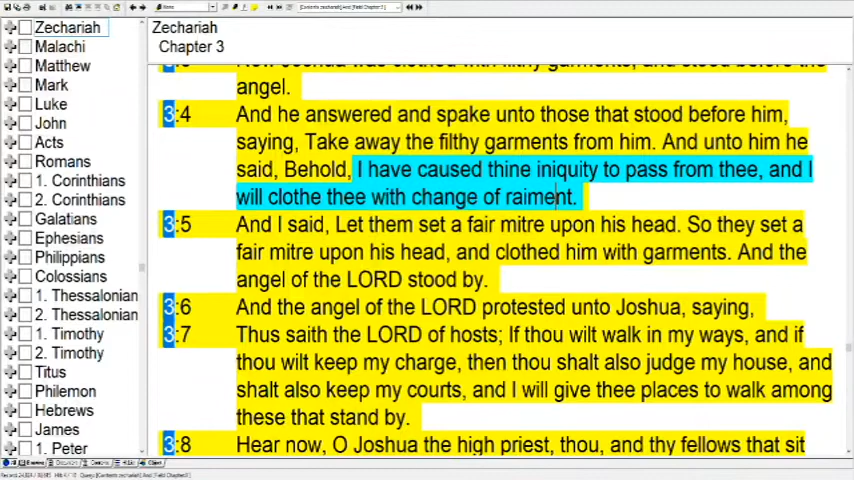 Zechariah
Malachi
Matthew
Mark
Luke
John
Acts
Romans
1. Corinthians
2. Corinthians
Galatians
Ephesians
Philippians
Colossians
1. Thessalonian
2. Thessalonian
1. Timothy
2. Timothy
Titus
Philemon
Hebrews
James
1. Peter
Zechariah
Chapter 3
angel.
3:4 And he answered and spake unto those that stood before him,
saying, Take away the filthy garments from him. And unto him he
said, Behold, I have caused thine iniquity to pass from thee, and I
will clothe thee with change of raiment.
3:5 And I said, Let them set a fair mitre upon his head. So they set a
fair mitre upon his head, and clothed him with garments. And the
angel of the LORD stood by.
3:6 And the angel of the LORD protested unto Joshua, saying,
3:7 Thus saith the LORD of hosts; If thou wilt walk in my ways, and if
thou wilt keep my charge, then thou shalt also judge my house, and
shalt also keep my courts, and I will give thee places to walk among
these that stand by.
3:8 Hear now, O Joshua the high priest, thou, and thy fellows that sit